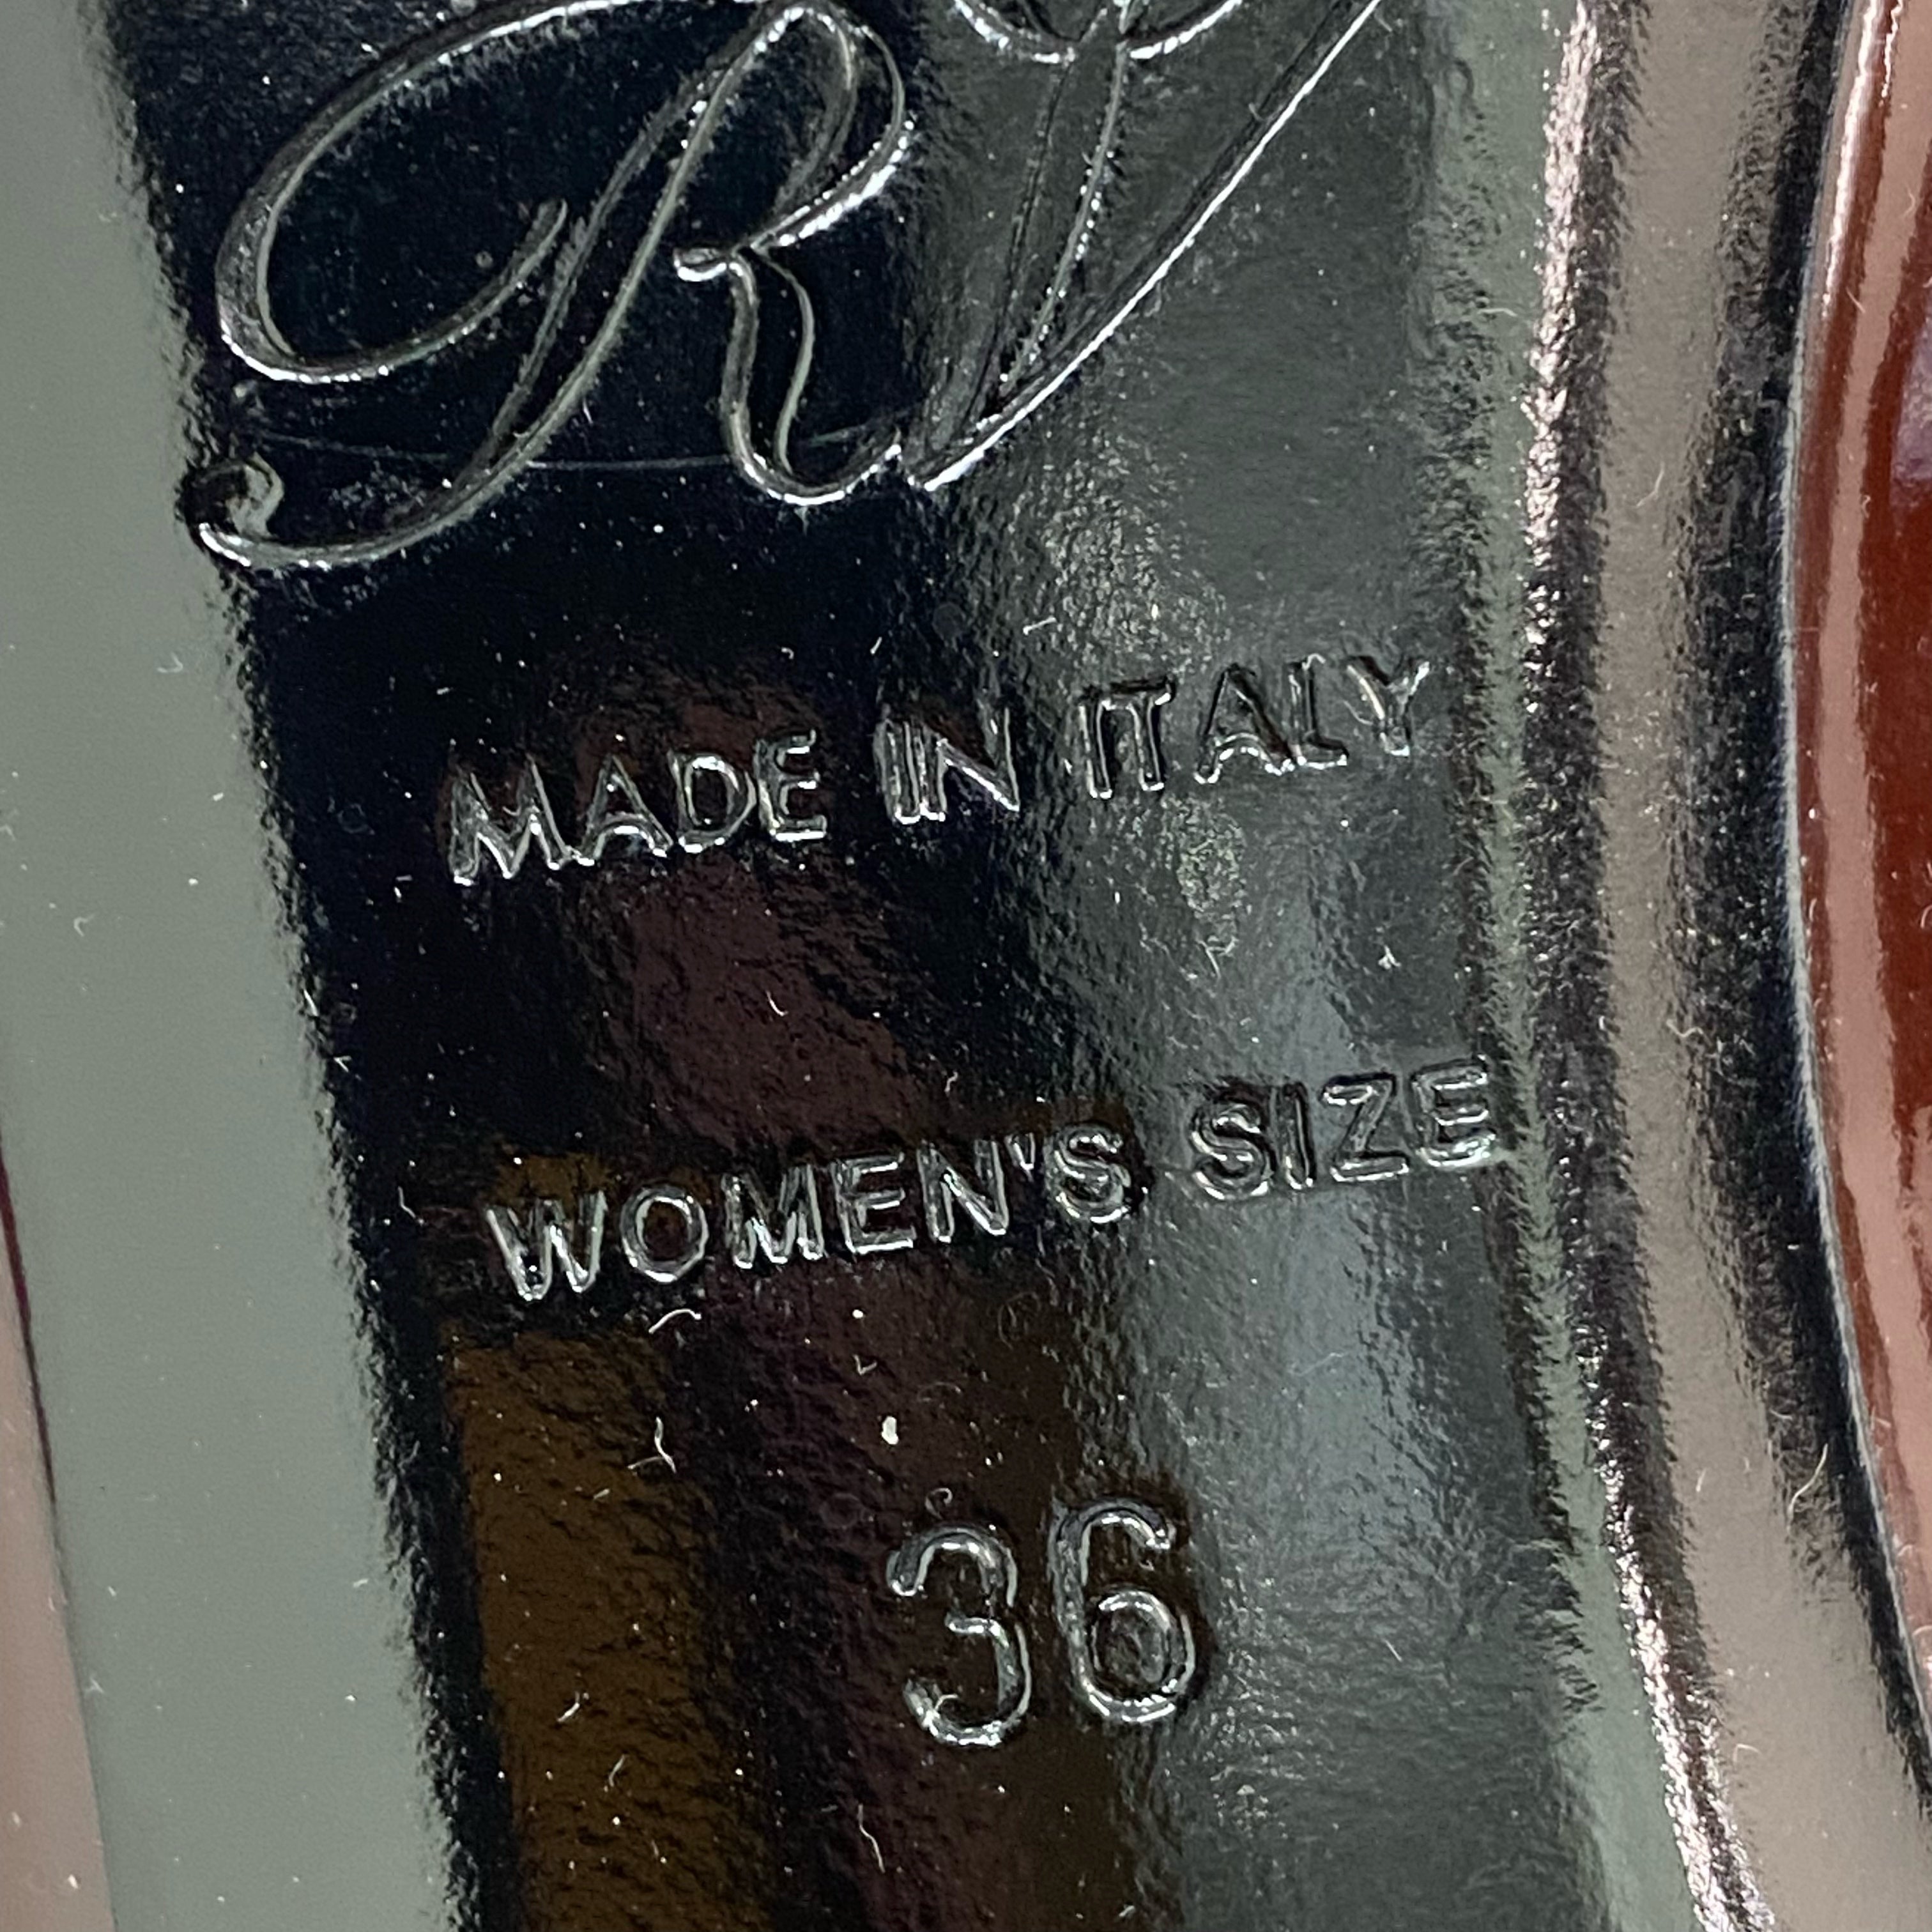 R
MADE IN ITALY
WOMEN'S SIZE
36